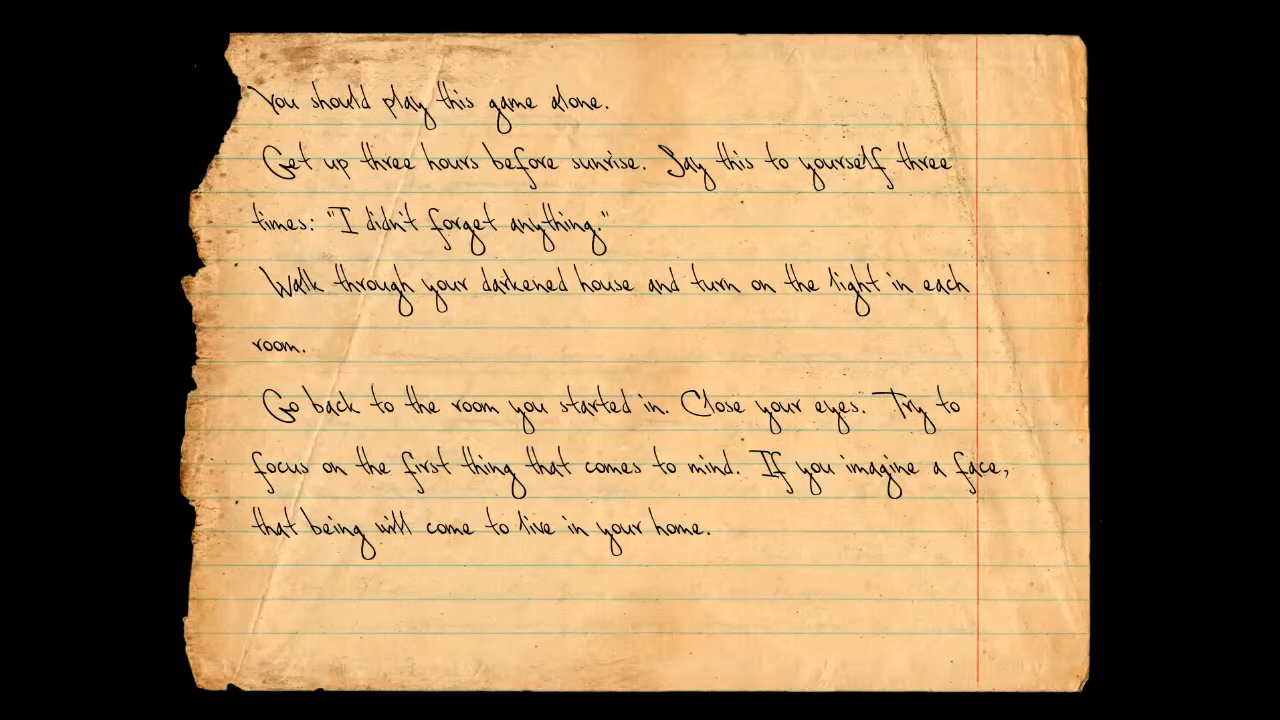 You should play this game alone.
Get up three hours before sunrise. Say this to yourself three
times: "I didn't forget anything."
Walk through your darkened house and turn on the light in each
room.
Go back to the room you started in. Close your eyes. Try to
focus on the first thing that comes to mind. If you imagine a face,
that being will come to live in your home.